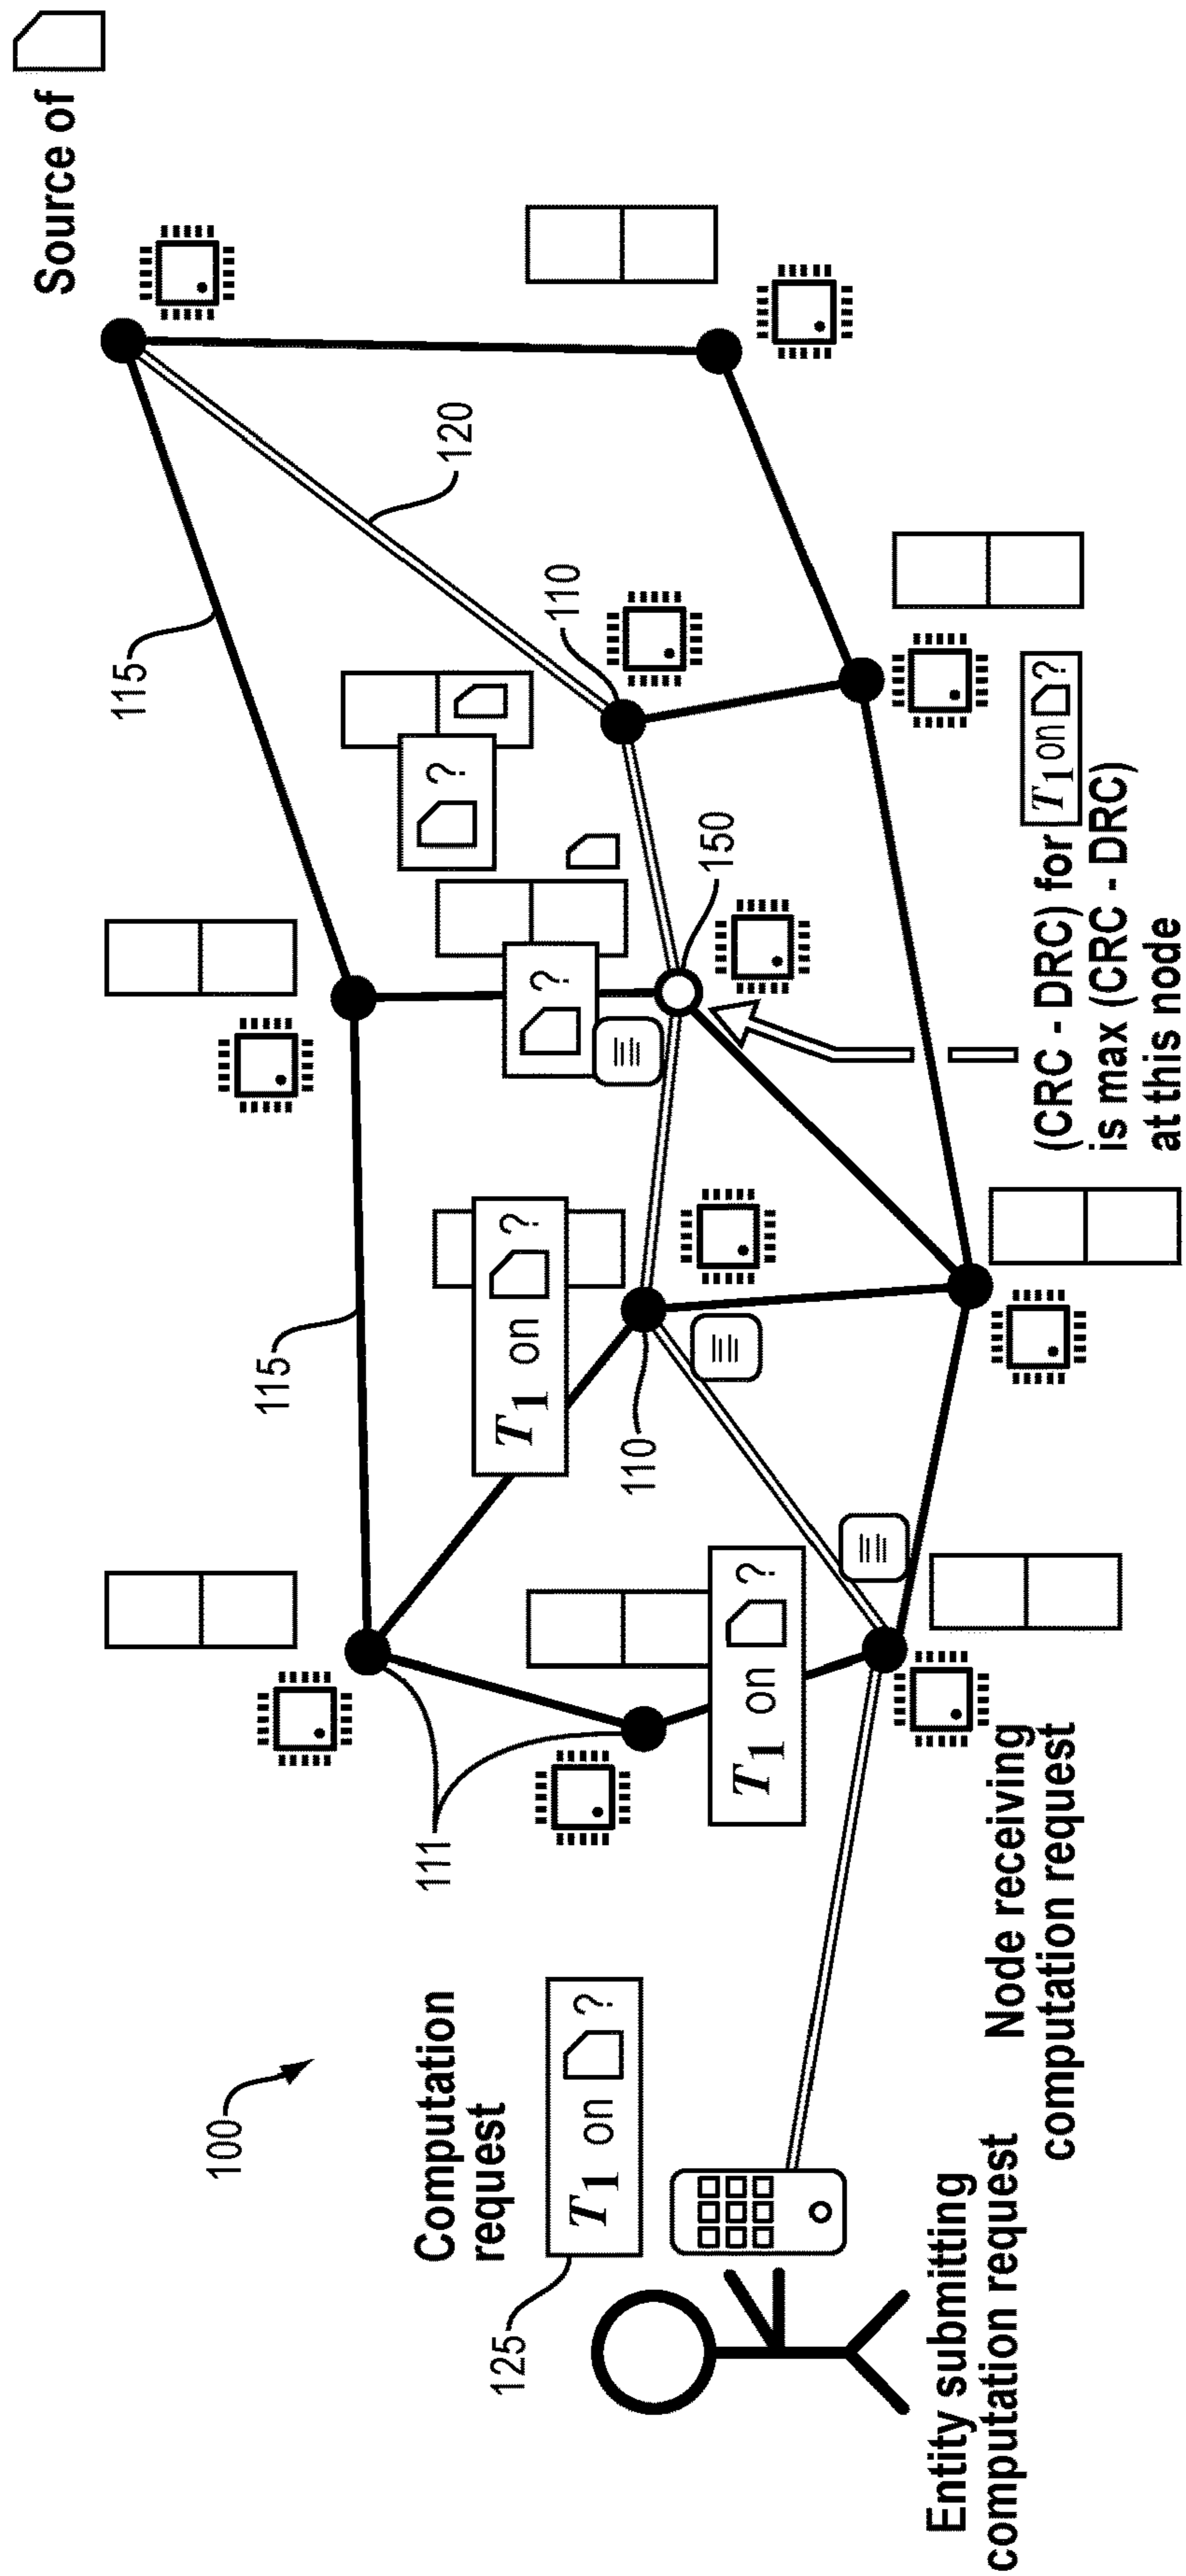 100
Source of
115
115
120
110
?
?
150
T1 on ?
110
111
T1 on ?
Computation
request
T1 on ?
125
Entity submitting
computation request
Node receiving
computation request
(CRC - DRC) for T1 on ?
is max (CRC - DRC)
at this node